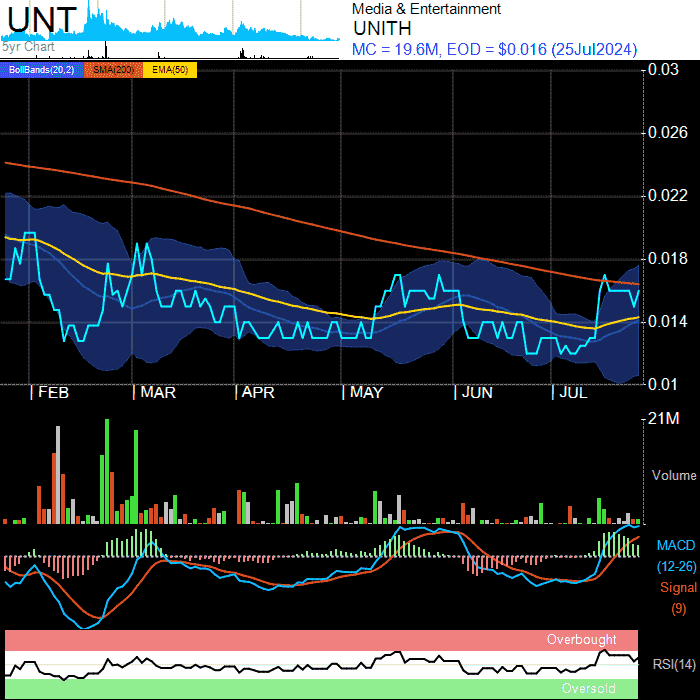 UNT
5yr Chart
Media & Entertainment
UNITH
MC = 19.6M, EOD = $0.016 (25Jul2024)
BollBands(20,2) SMA(200) EMA(50)
0.03
0.026
0.022
0.018
0.014
0.01
| FEB | MAR | APR | MAY | JUN | JUL
21M
Volume
MACD
(12-26)
Signal
(9)
Overbought
RSI(14)
Oversold